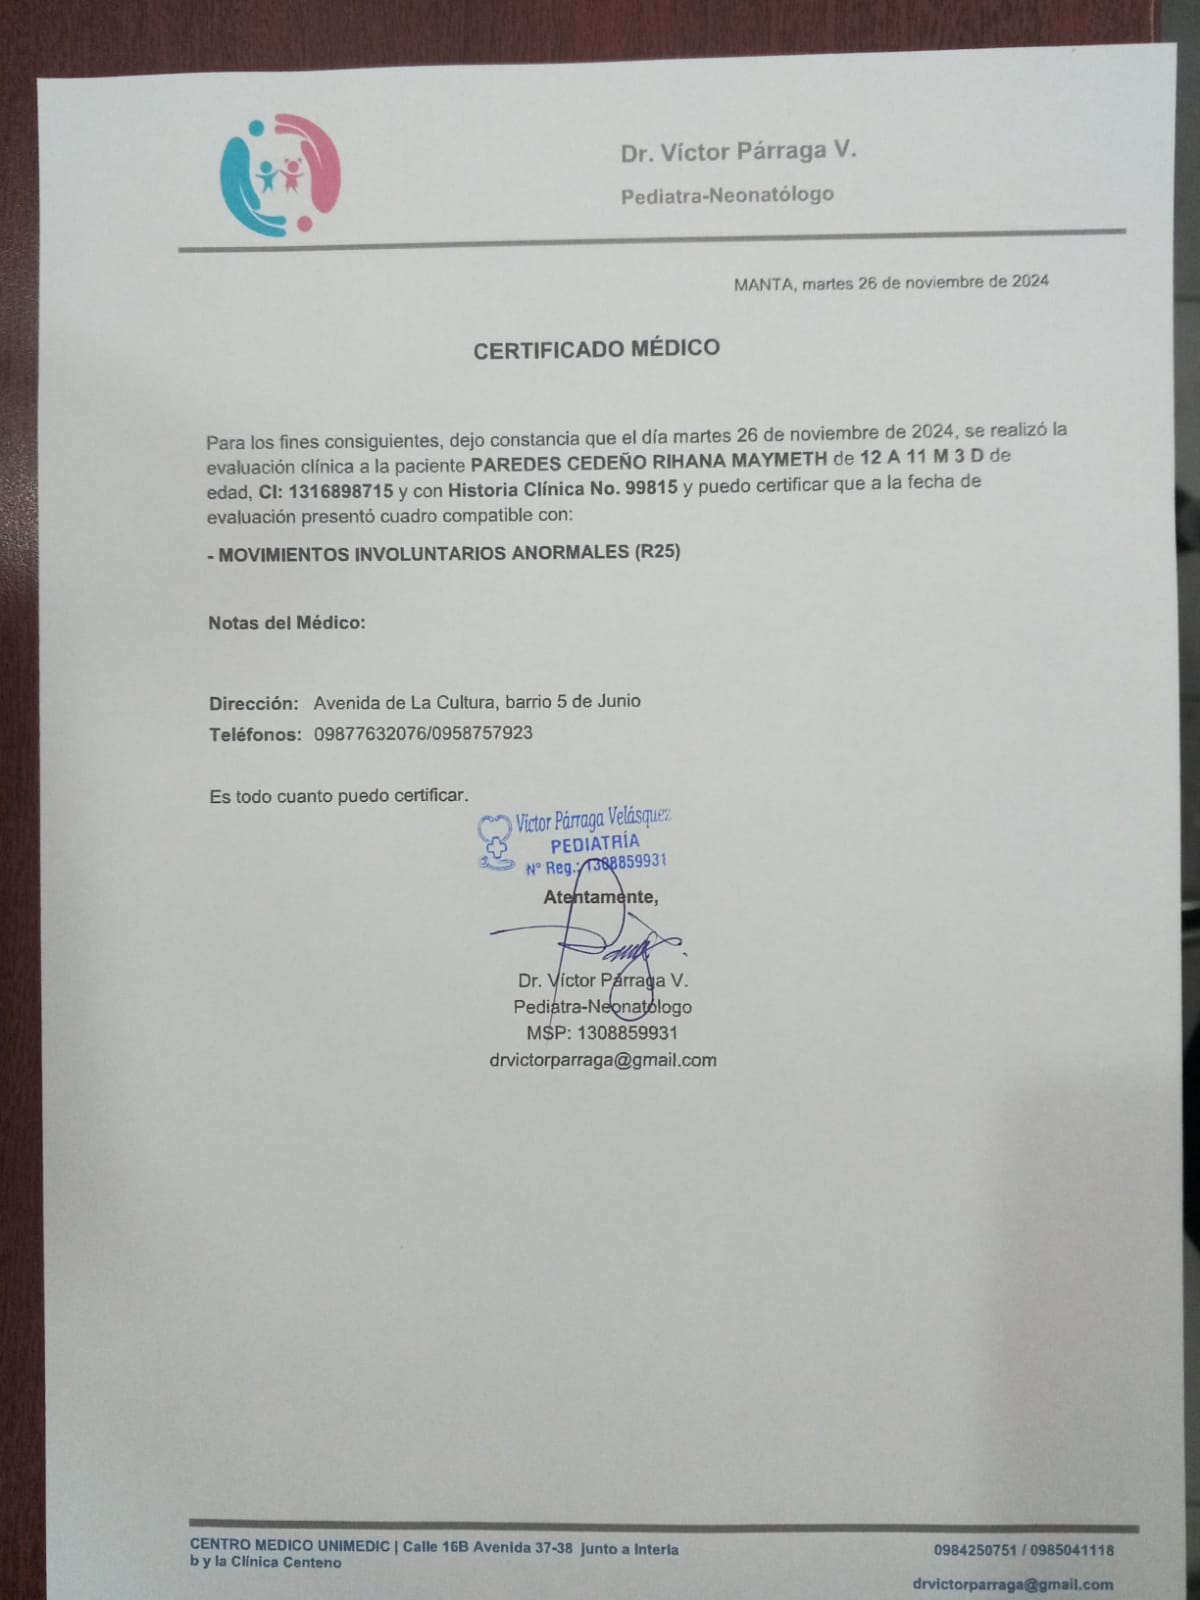 Dr. Víctor Párraga V.
Pediatra-Neonatólogo
MANTA, martes 26 de noviembre de 2024
CERTIFICADO MÉDICO
Para los fines consiguientes, dejo constancia que el día martes 26 de noviembre de 2024, se realizó la
evaluación clínica a la paciente PAREDES CEDEÑO RIHANA MAYMETH de 12 A 11 M 3 D de
edad, CI: 1316898715 y con Historia Clínica No. 99815 y puedo certificar que a la fecha de
evaluación presentó cuadro compatible con:
- MOVIMIENTOS INVOLUNTARIOS ANORMALES (R25)
Notas del Médico:
Dirección: Avenida de La Cultura, barrio 5 de Junio
Teléfonos: 09877632076/0958757923
Es todo cuanto puedo certificar.
Víctor Párraga Velásquez
PEDIATRÍA
N° Reg.: 1308859931
Atentamente,
Dr. Víctor Párraga V.
Pediatra-Neonatólogo
MSP: 1308859931
drvictorparraga@gmail.com
CENTRO MEDICO UNIMEDIC | Calle 16B Avenida 37-38 junto a Interla
b y la Clínica Centeno
0984250751 / 0985041118
drvictorparraga@gmail.com